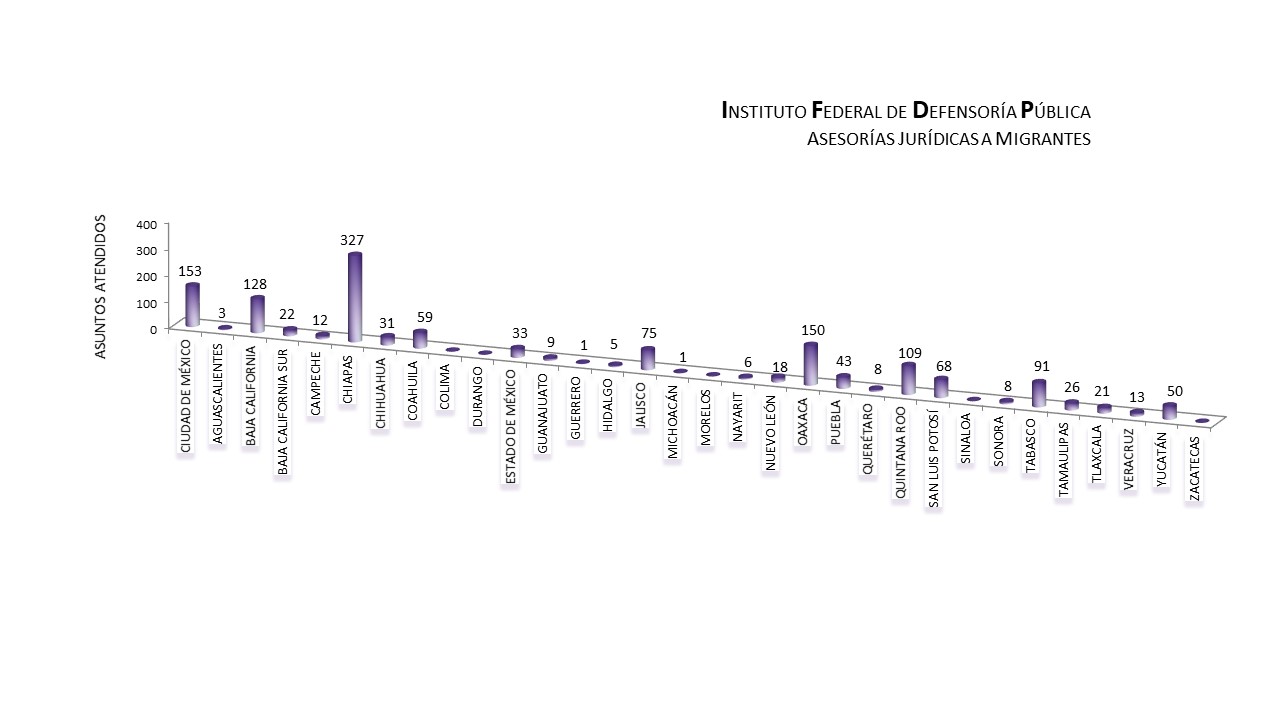 INSTITUTO FEDERAL DE DEFENSORÍA PÚBLICA
ASESORÍAS JURÍDICAS A MIGRANTES
ASUNTOS ATENDIDOS
400
300
200
100
0
153
3
128
22
12
327
31
59
33
9
1
5
75
1
6
18
150
43
8
109
68
8
91
26
21
13
50
CIUDAD DE MÉXICO
AGUASCALIENTES
BAJA CALIFORNIA
BAJA CALIFORNIA SUR
CAMPECHE
CHIAPAS
CHIHUAHUA
COAHUILA
COLIMA
DURANGO
ESTADO DE MÉXICO
GUANAJUATO
GUERRERO
HIDALGO
JALISCO
MICHOACÁN
MORELOS
NAYARIT
NUEVO LEÓN
OAXACA
PUEBLA
QUERÉTARO
QUINTANA ROO
SAN LUIS POTOSÍ
SINALOA
SONORA
TABASCO
TAMAULIPAS
TLAXCALA
VERACRUZ
YUCATÁN
ZACATECAS